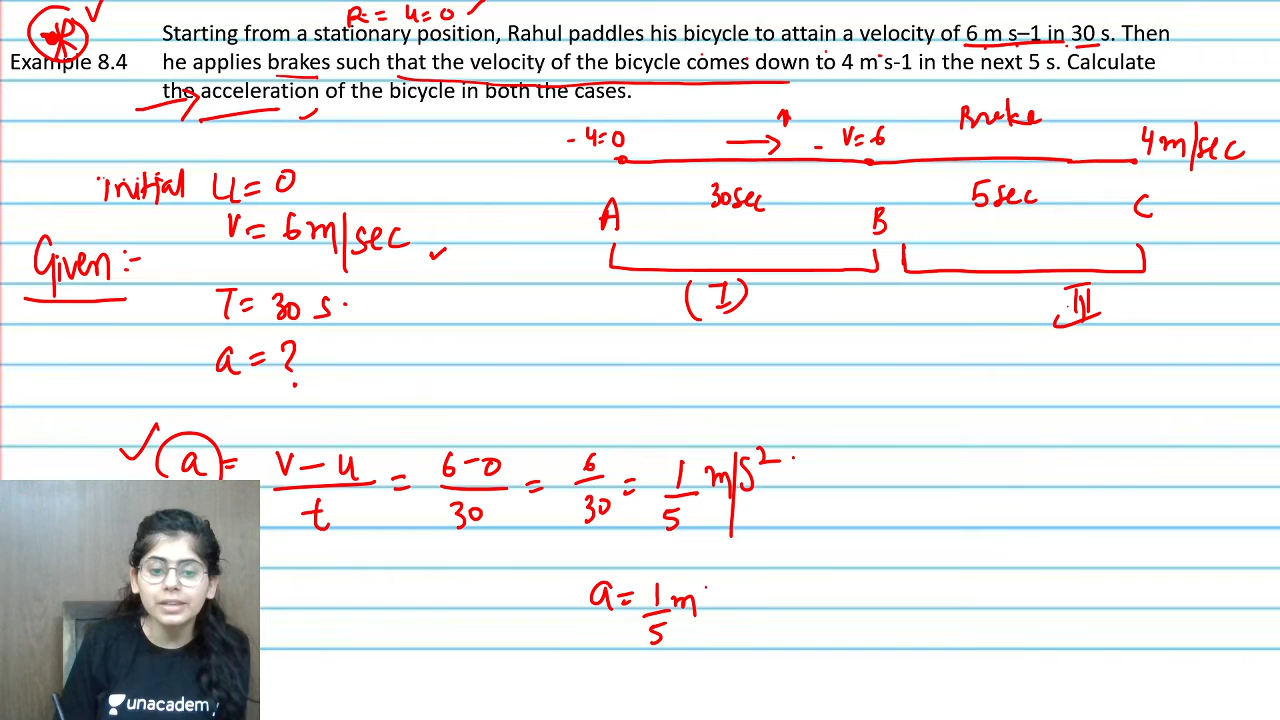 R = u=0
Starting from a stationary position, Rahul paddles his bicycle to attain a velocity of 6 m s–1 in 30 s. Then
Example 8.4 he applies brakes such that the velocity of the bicycle comes down to 4 m s-1 in the next 5 s. Calculate
the acceleration of the bicycle in both the cases.
Brake
- u=0 - V=6 4m/sec
initial u= 0
30sec 5sec
A B C
V= 6m/sec
Given:-
(I) II
T= 30 s.
a = ?
a = V-u/t = 6-0/30 = 6/30 = 1/5 m/s²
a= 1/5 m
unacadem